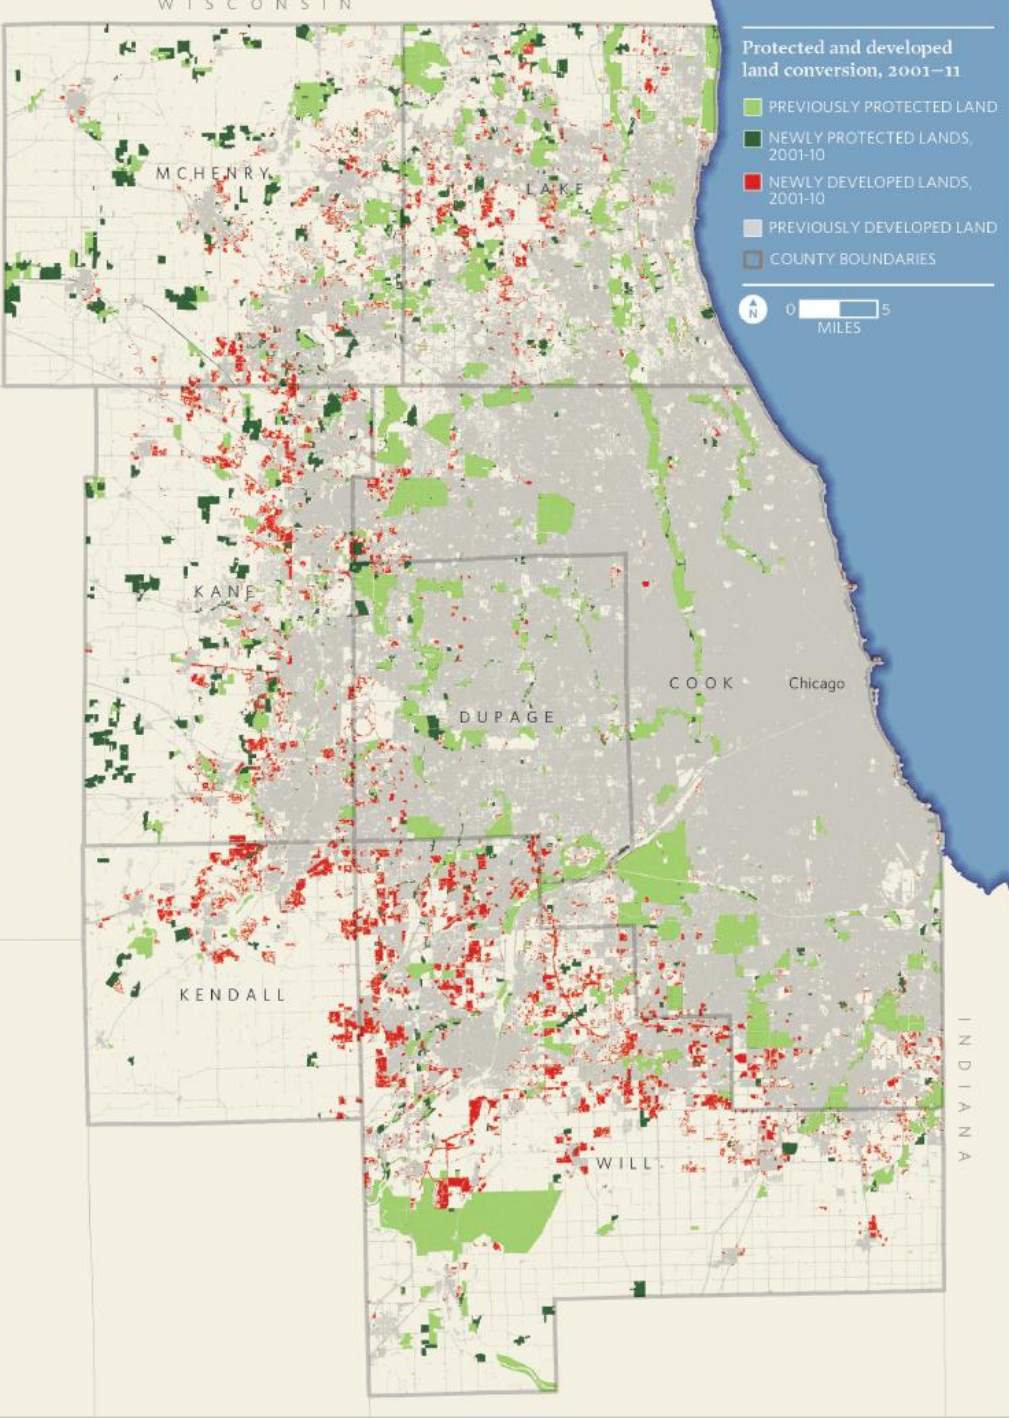 WISCONSIN
Protected and developed
land conversion, 2001–11
PREVIOUSLY PROTECTED LAND
NEWLY PROTECTED LANDS,
2001-10
NEWLY DEVELOPED LANDS,
2001-10
PREVIOUSLY DEVELOPED LAND
COUNTY BOUNDARIES
N
0 5
MILES
MCHENRY
LAKE
KANE
COOK
Chicago
DUPAGE
KENDALL
INDIANA
WILL